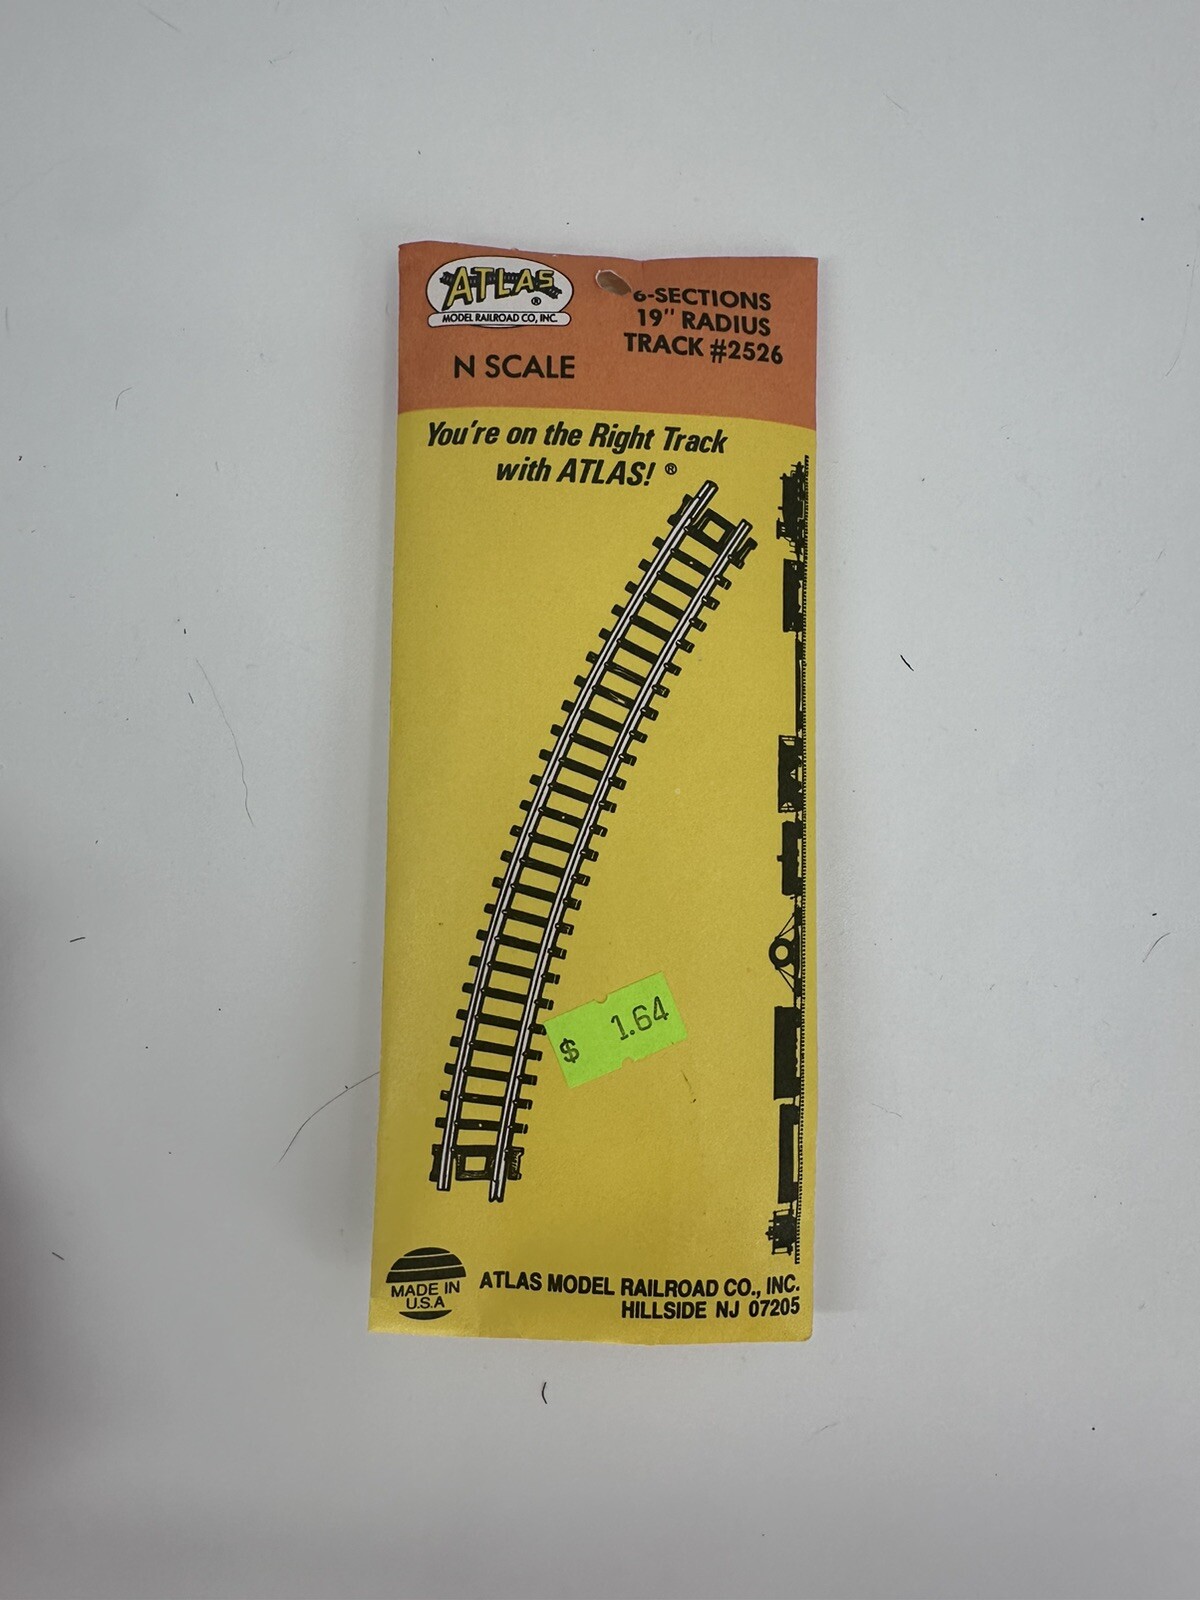 ATLAS®
MODEL RAILROAD CO, INC.
N SCALE
6-SECTIONS
19" RADIUS
TRACK #2526
You're on the Right Track
with ATLAS! ®
$ 1.64
MADE IN
U.S.A
ATLAS MODEL RAILROAD CO., INC.
HILLSIDE NJ 07205